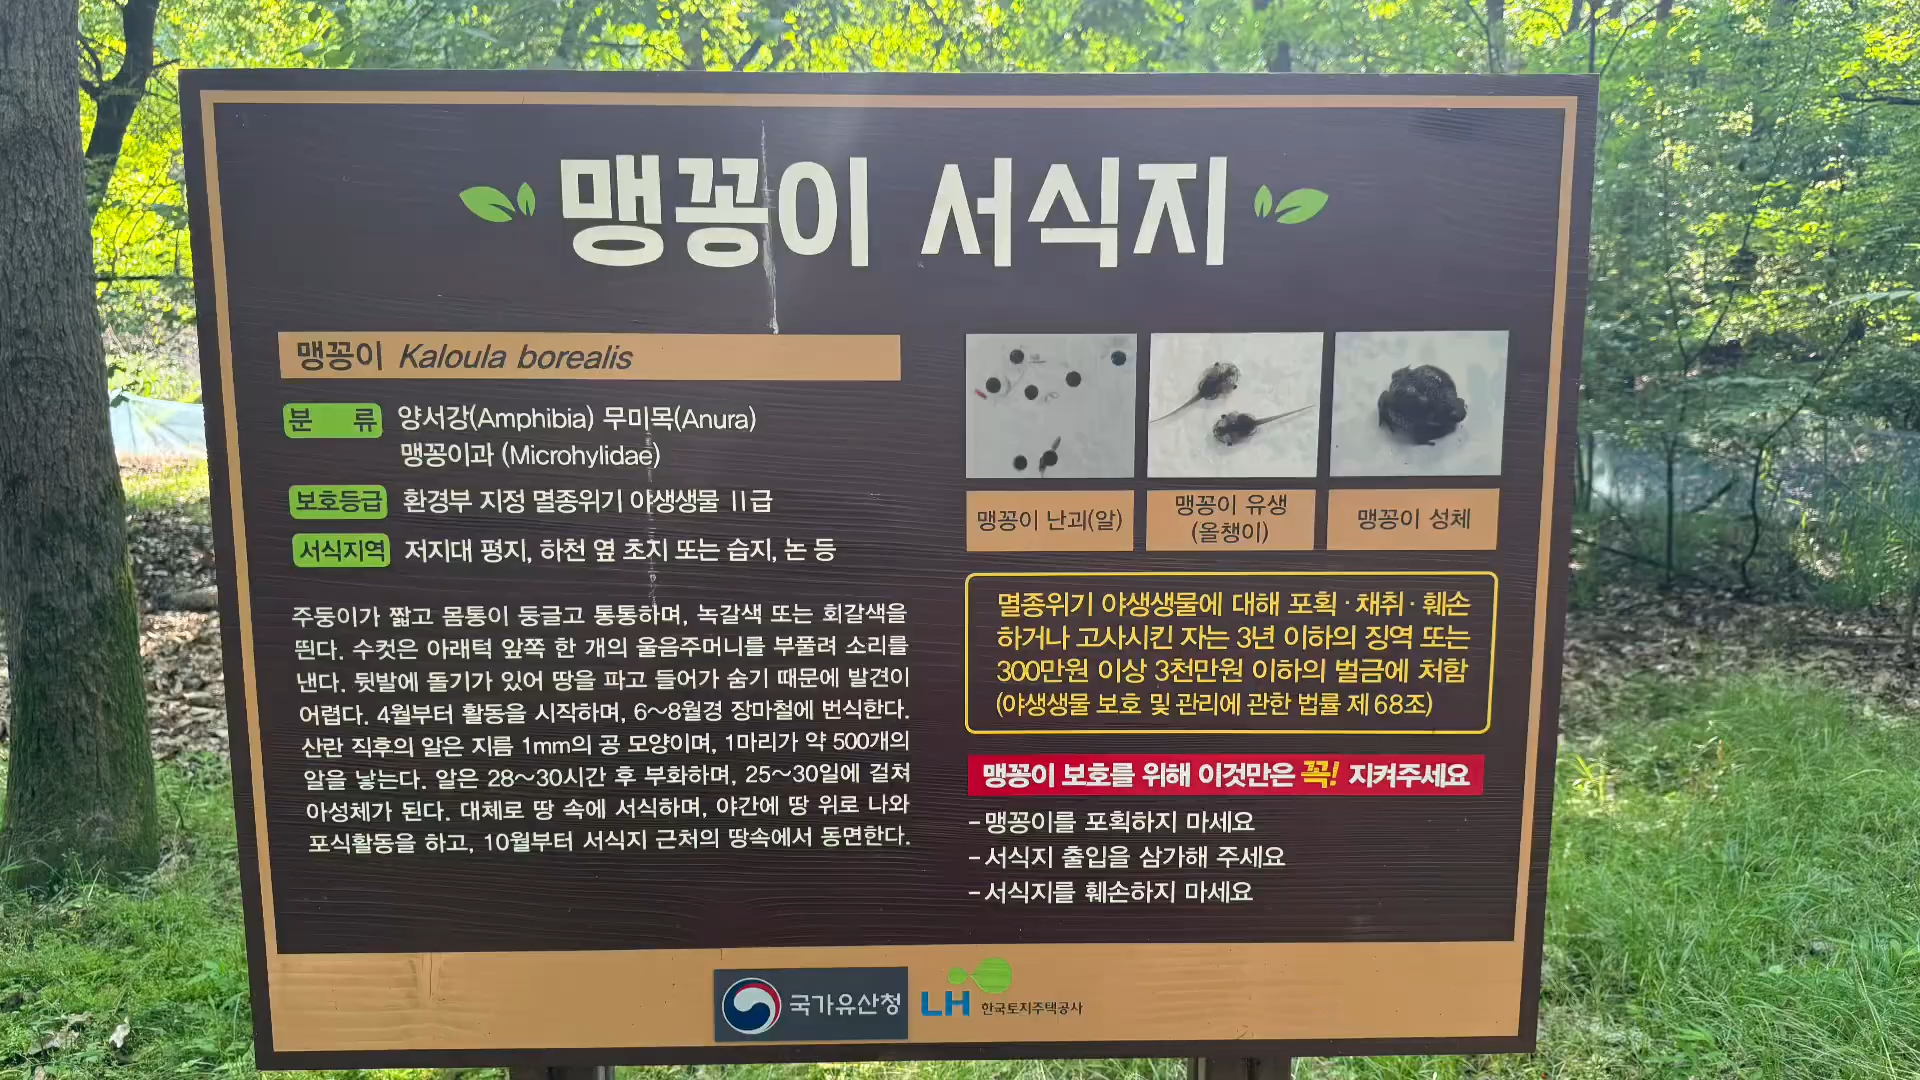 맹꽁이 서식지
맹꽁이 Kaloula borealis
분 류 양서강(Amphibia) 무미목(Anura)
맹꽁이과 (Microhylidae)
보호등급 환경부 지정 멸종위기 야생생물 Ⅱ급
서식지역 저지대 평지, 하천 옆 초지 또는 습지, 논 등
주둥이가 짧고 몸통이 둥글고 통통하며, 녹갈색 또는 회갈색을
띈다. 수컷은 아래턱 앞쪽 한 개의 울음주머니를 부풀려 소리를
낸다. 뒷발에 돌기가 있어 땅을 파고 들어가 숨기 때문에 발견이
어렵다. 4월부터 활동을 시작하며, 6~8월경 장마철에 번식한다.
산란 직후의 알은 지름 1mm의 공 모양이며, 1마리가 약 500개의
알을 낳는다. 알은 28~30시간 후 부화하며, 25~30일에 걸쳐
아성체가 된다. 대체로 땅 속에 서식하며, 야간에 땅 위로 나와
포식활동을 하고, 10월부터 서식지 근처의 땅속에서 동면한다.
맹꽁이 난괴(알)
맹꽁이 유생
(올챙이)
맹꽁이 성체
멸종위기 야생생물에 대해 포획·채취·훼손
하거나 고사시킨 자는 3년 이하의 징역 또는
300만원 이상 3천만원 이하의 벌금에 처함
(야생생물 보호 및 관리에 관한 법률 제 68조)
맹꽁이 보호를 위해 이것만은 꼭! 지켜주세요
-맹꽁이를 포획하지 마세요
-서식지 출입을 삼가해 주세요
-서식지를 훼손하지 마세요
국가유산청
LH 한국토지주택공사